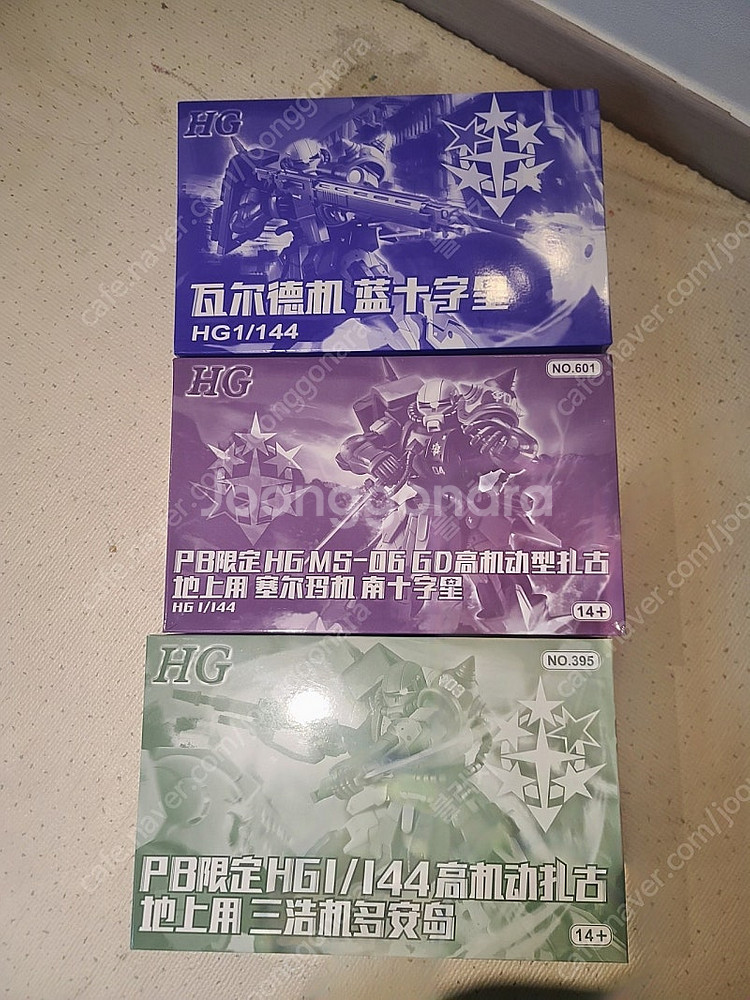 HG
瓦尔德机 蓝十字星
HG1/144
HG
NO.601
Joonggonara
PB限定HG MS-06 GD高机动型扎古
地上用 塞尔玛机 南十字星
HG 1/144
14+
HG
NO.395
PB限定HG1/144高机动扎古
地上用 三浩机多安岛
14+